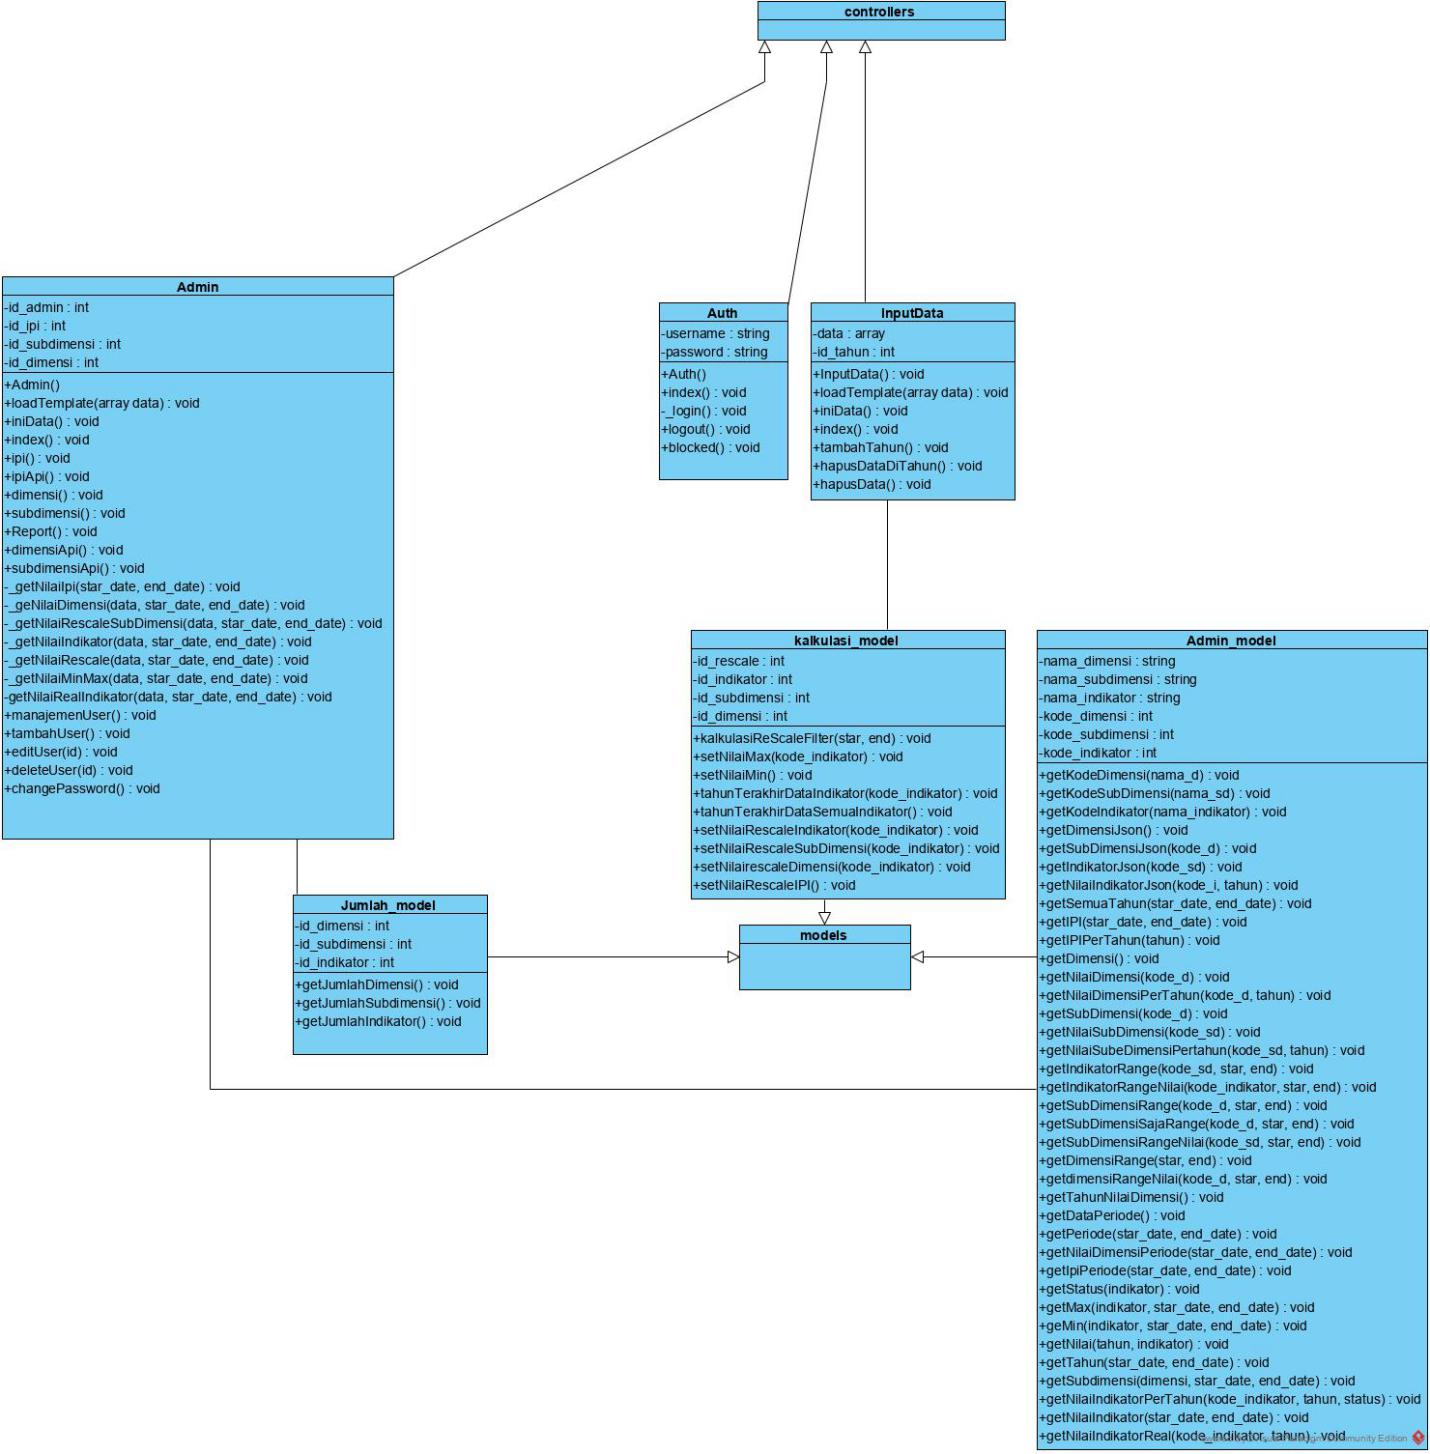 controllers
Admin
-id_admin : int
-id_ipi : int
-id_subdimensi : int
-id_dimensi : int
+Admin()
+loadTemplate(array data) : void
+iniData() : void
+index() : void
+ipi() : void
+ipiApi() : void
+dimensi() : void
+subdimensi() : void
+Report() : void
+dimensiApi() : void
+subdimensiApi() : void
-_getNilaiIpi(star_date, end_date) : void
-_geNilaiDimensi(data, star_date, end_date) : void
-_getNilaiRescaleSubDimensi(data, star_date, end_date) : void
-_getNilaiIndikator(data, star_date, end_date) : void
-_getNilaiRescale(data, star_date, end_date) : void
-_getNilaiMinMax(data, star_date, end_date) : void
-getNilaiRealIndikator(data, star_date, end_date) : void
+manajemenUser() : void
+tambahUser() : void
+editUser(id) : void
+deleteUser(id) : void
+changePassword() : void
Auth
-username : string
-password : string
+Auth()
+index() : void
-_login() : void
+logout() : void
+blocked() : void
InputData
-data : array
-id_tahun : int
+InputData() : void
+loadTemplate(array data) : void
+iniData() : void
+index() : void
+tambahTahun() : void
+hapusDataDiTahun() : void
+hapusData() : void
kalkulasi_model
-id_rescale : int
-id_indikator : int
-id_subdimensi : int
-id_dimensi : int
+kalkulasiReScaleFilter(star, end) : void
+setNilaiMax(kode_indikator) : void
+setNilaiMin() : void
+tahunTerakhirDataIndikator(kode_indikator) : void
+tahunTerakhirDataSemuaIndikator() : void
+setNilaiRescaleIndikator(kode_indikator) : void
+setNilaiRescaleSubDimensi(kode_indikator) : void
+setNilairescaleDimensi(kode_indikator) : void
+setNilaiRescaleIPI() : void
Admin_model
-nama_dimensi : string
-nama_subdimensi : string
-nama_indikator : string
-kode_dimensi : int
-kode_subdimensi : int
-kode_indikator : int
+getKodeDimensi(nama_d) : void
+getKodeSubDimensi(nama_sd) : void
+getKodeIndikator(nama_indikator) : void
+getDimensiJson() : void
+getSubDimensiJson(kode_d) : void
+getIndikatorJson(kode_sd) : void
+getNilaiIndikatorJson(kode_i, tahun) : void
+getSemuaTahun(star_date, end_date) : void
+getIPI(star_date, end_date) : void
+getIPIPerTahun(tahun) : void
+getDimensi() : void
+getNilaiDimensi(kode_d) : void
+getNilaiDimensiPerTahun(kode_d, tahun) : void
+getSubDimensi(kode_d) : void
+getNilaiSubDimensi(kode_sd) : void
+getNilaiSubeDimensiPertahun(kode_sd, tahun) : void
+getIndikatorRange(kode_sd, star, end) : void
+getIndikatorRangeNilai(kode_indikator, star, end) : void
+getSubDimensiRange(kode_d, star, end) : void
+getSubDimensiSajaRange(kode_d, star, end) : void
+getSubDimensiRangeNilai(kode_sd, star, end) : void
+getDimensiRange(star, end) : void
+getdimensiRangeNilai(kode_d, star, end) : void
+getTahunNilaiDimensi() : void
+getDataPeriode() : void
+getPeriode(star_date, end_date) : void
+getNilaiDimensiPeriode(star_date, end_date) : void
+getIpiPeriode(star_date, end_date) : void
+getStatus(indikator) : void
+getMax(indikator, star_date, end_date) : void
+geMin(indikator, star_date, end_date) : void
+getNilai(tahun, indikator) : void
+getTahun(star_date, end_date) : void
+getSubdimensi(dimensi, star_date, end_date) : void
+getNilaiIndikatorPerTahun(kode_indikator, tahun, status) : void
+getNilaiIndikator(star_date, end_date) : void
+getNilaiIndikatorReal(kode_indikator, tahun) : void
Community Edition
Jumlah_model
-id_dimensi : int
-id_subdimensi : int
-id_indikator : int
+getJumlahDimensi() : void
+getJumlahSubdimensi() : void
+getJumlahIndikator() : void
models